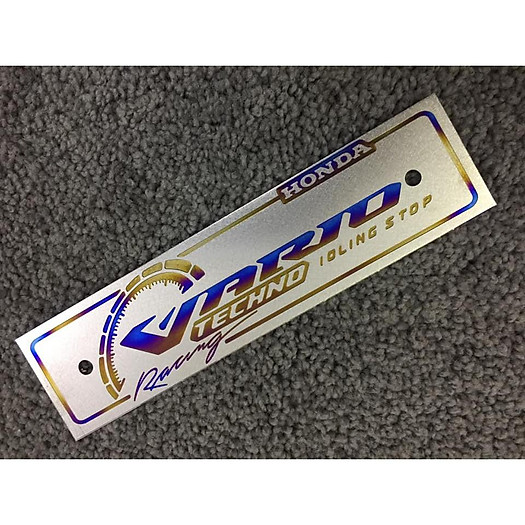 HONDA
VARIO
TECHNO IDLING STOP
Racing